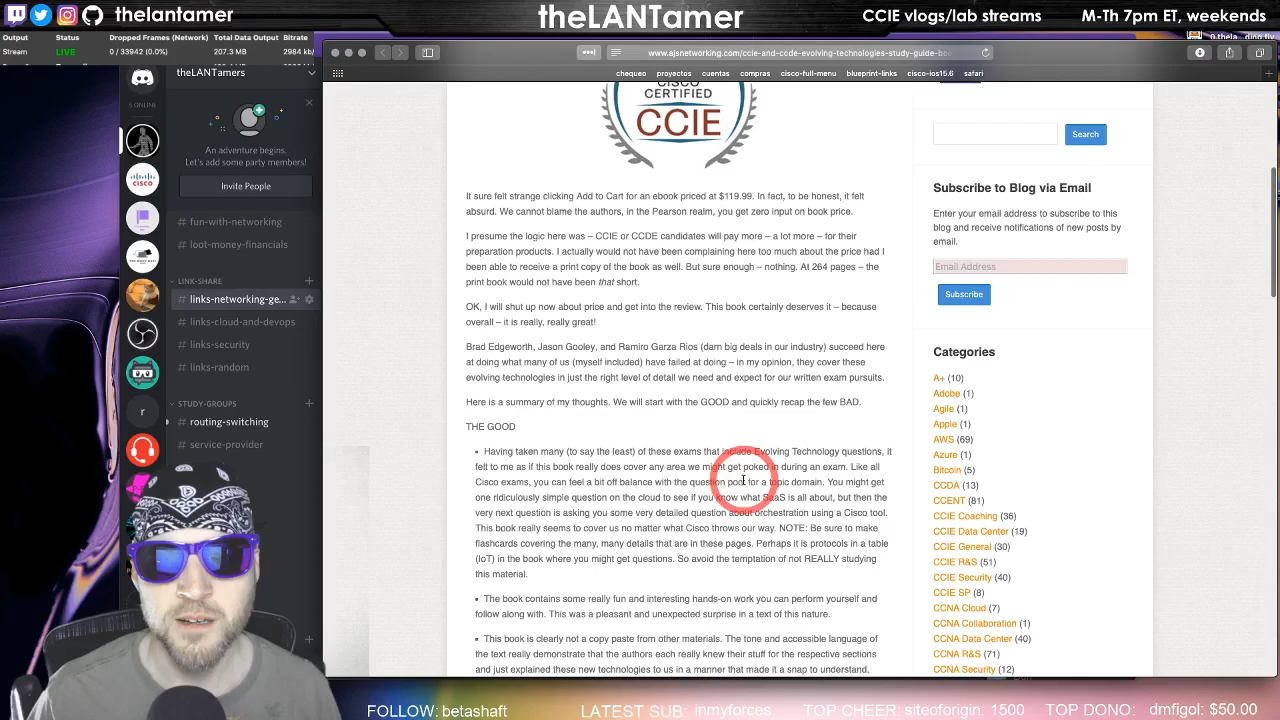 thelantamer
theLANTamer
CCIE vlogs/lab streams
M-Th 7pm ET, weekends
Output
Status
Dropped Frames (Network)
Total Data Output
Bitrate
Stream
LIVE
0 / 33942 (0.0%)
207.3 MB
2984 kb/s
5 ONLINE
theLANTamers
An adventure begins.
Let's add some party members!
Invite People
# fun-with-networking
# loot-money-financials
LINK-SHARE
# links-networking-ge...
# links-cloud-and-devops
# links-security
# links-random
STUDY-GROUPS
# routing-switching
# service-provider
CISCO
r
www.ajsnetworking.com/ccie-and-ccde-evolving-technologies-study-guide-bo
chequeo
proyectos
cuentas
compras
cisco-full-menu
blueprint-links
cisco-ios15.6
safari
CISCO
CERTIFIED
CCIE
It sure felt strange clicking Add to Cart for an ebook priced at $119.99. In fact, to be honest, it felt
absurd. We cannot blame the authors, in the Pearson realm, you get zero input on book price.
I presume the logic here was – CCIE or CCDE candidates will pay more – a lot more – for their
preparation products. I actually would not have been complaining here too much about the price had I
been able to receive a print copy of the book as well. But sure enough – nothing. At 264 pages – the
print book would not have been that short.
OK, I will shut up now about price and get into the review. This book certainly deserves it – because
overall – it is really, really great!
Brad Edgeworth, Jason Gooley, and Ramiro Garza Rios (darn big deals in our industry) succeed here
at doing what many of us (myself included) have failed at doing – in my opinion, they cover these
evolving technologies in just the right level of detail we need and expect for our written exam pursuits.
Here is a summary of my thoughts. We will start with the GOOD and quickly recap the few BAD.
THE GOOD
Having taken many (to say the least) of these exams that include Evolving Technology questions, it
felt to me as if this book really does cover any area we might get poked in during an exam. Like all
Cisco exams, you can feel a bit off balance with the question pool for a topic domain. You might get
one ridiculously simple question on the cloud to see if you know what SaaS is all about, but then the
very next question is asking you some very detailed question about orchestration using a Cisco tool.
This book really seems to cover us no matter what Cisco throws our way. NOTE: Be sure to make
flashcards covering the many, many details that are in these pages. Perhaps it is protocols in a table
(IoT) in the book where you might get questions. So avoid the temptation of not REALLY studying
this material.
The book contains some really fun and interesting hands-on work you can perform yourself and
follow along with. This was a pleasant and unexpected surprise in a text of this nature.
This book is clearly not a copy paste from other materials. The tone and accessible language of
the text really demonstrate that the authors each really knew their stuff for the respective sections
and just explained these new technologies to us in a manner that made it a snap to understand.
Search
Subscribe to Blog via Email
Enter your email address to subscribe to this
blog and receive notifications of new posts by
email.
Email Address
Subscribe
Categories
A+ (10)
Adobe (1)
Agile (1)
Apple (1)
AWS (69)
Azure (1)
Bitcoin (5)
CCDA (13)
CCENT (81)
CCIE Coaching (36)
CCIE Data Center (19)
CCIE General (30)
CCIE R&S (51)
CCIE Security (40)
CCIE SP (8)
CCNA Cloud (7)
CCNA Collaboration (1)
CCNA Data Center (40)
CCNA R&S (71)
CCNA Security (12)
FOLLOW: betashaft
LATEST SUB: inmyforces
TOP CHEER: siteoforigin: 1500
TOP DONO: dmfigol: $50.00